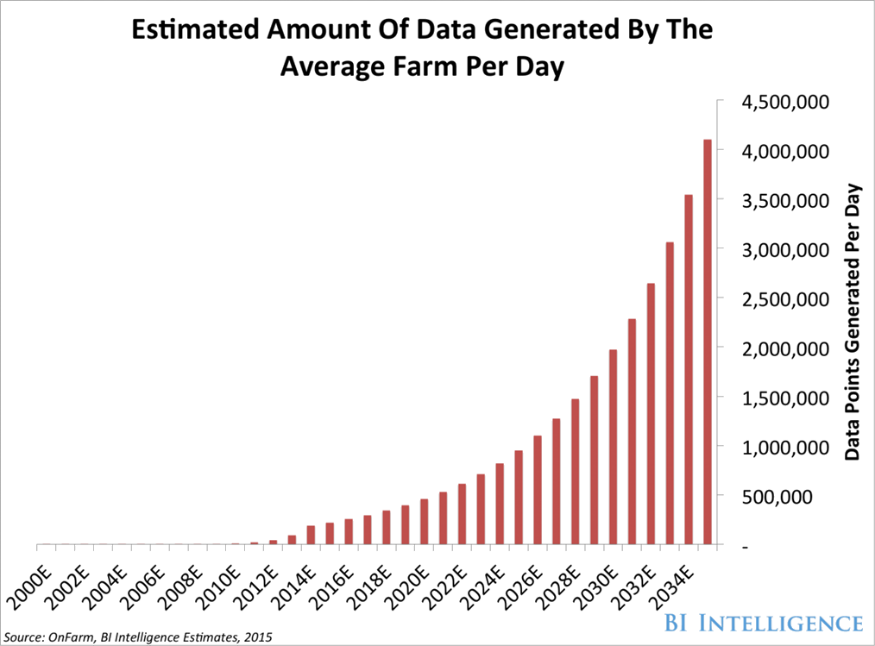 Estimated Amount Of Data Generated By The
Average Farm Per Day
4,500,000
4,000,000
3,500,000
3,000,000
2,500,000
2,000,000
1,500,000
1,000,000
500,000
-
Data Points Generated Per Day
2000E
2002E
2004E
2006E
2008E
2010E
2012E
2014E
2016E
2018E
2020E
2022E
2024E
2026E
2028E
2030E
2032E
2034E
Source: OnFarm, BI Intelligence Estimates, 2015
BI INTELLIGENCE